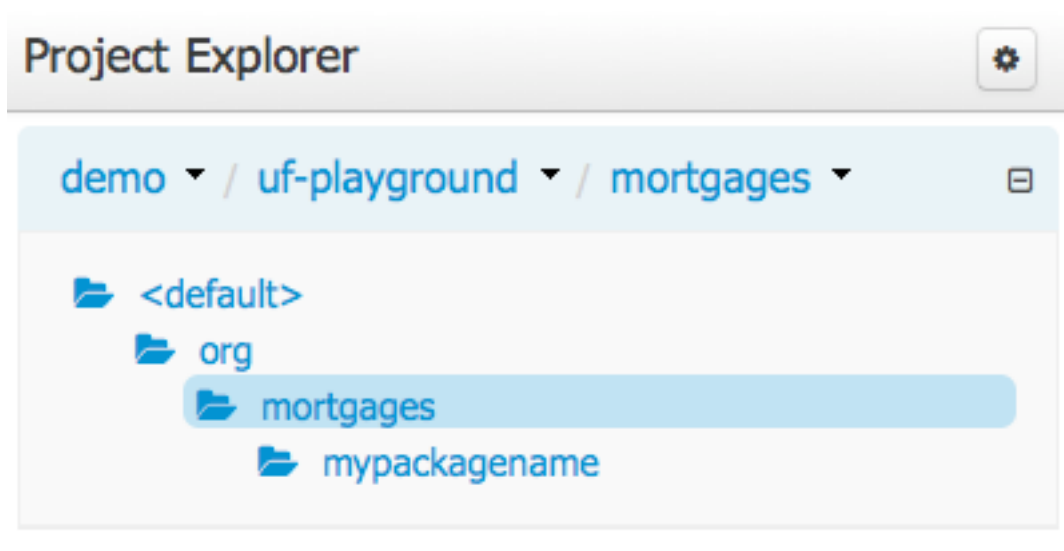 Project Explorer
demo / uf-playground / mortgages
<default>
org
mortgages
mypackagename